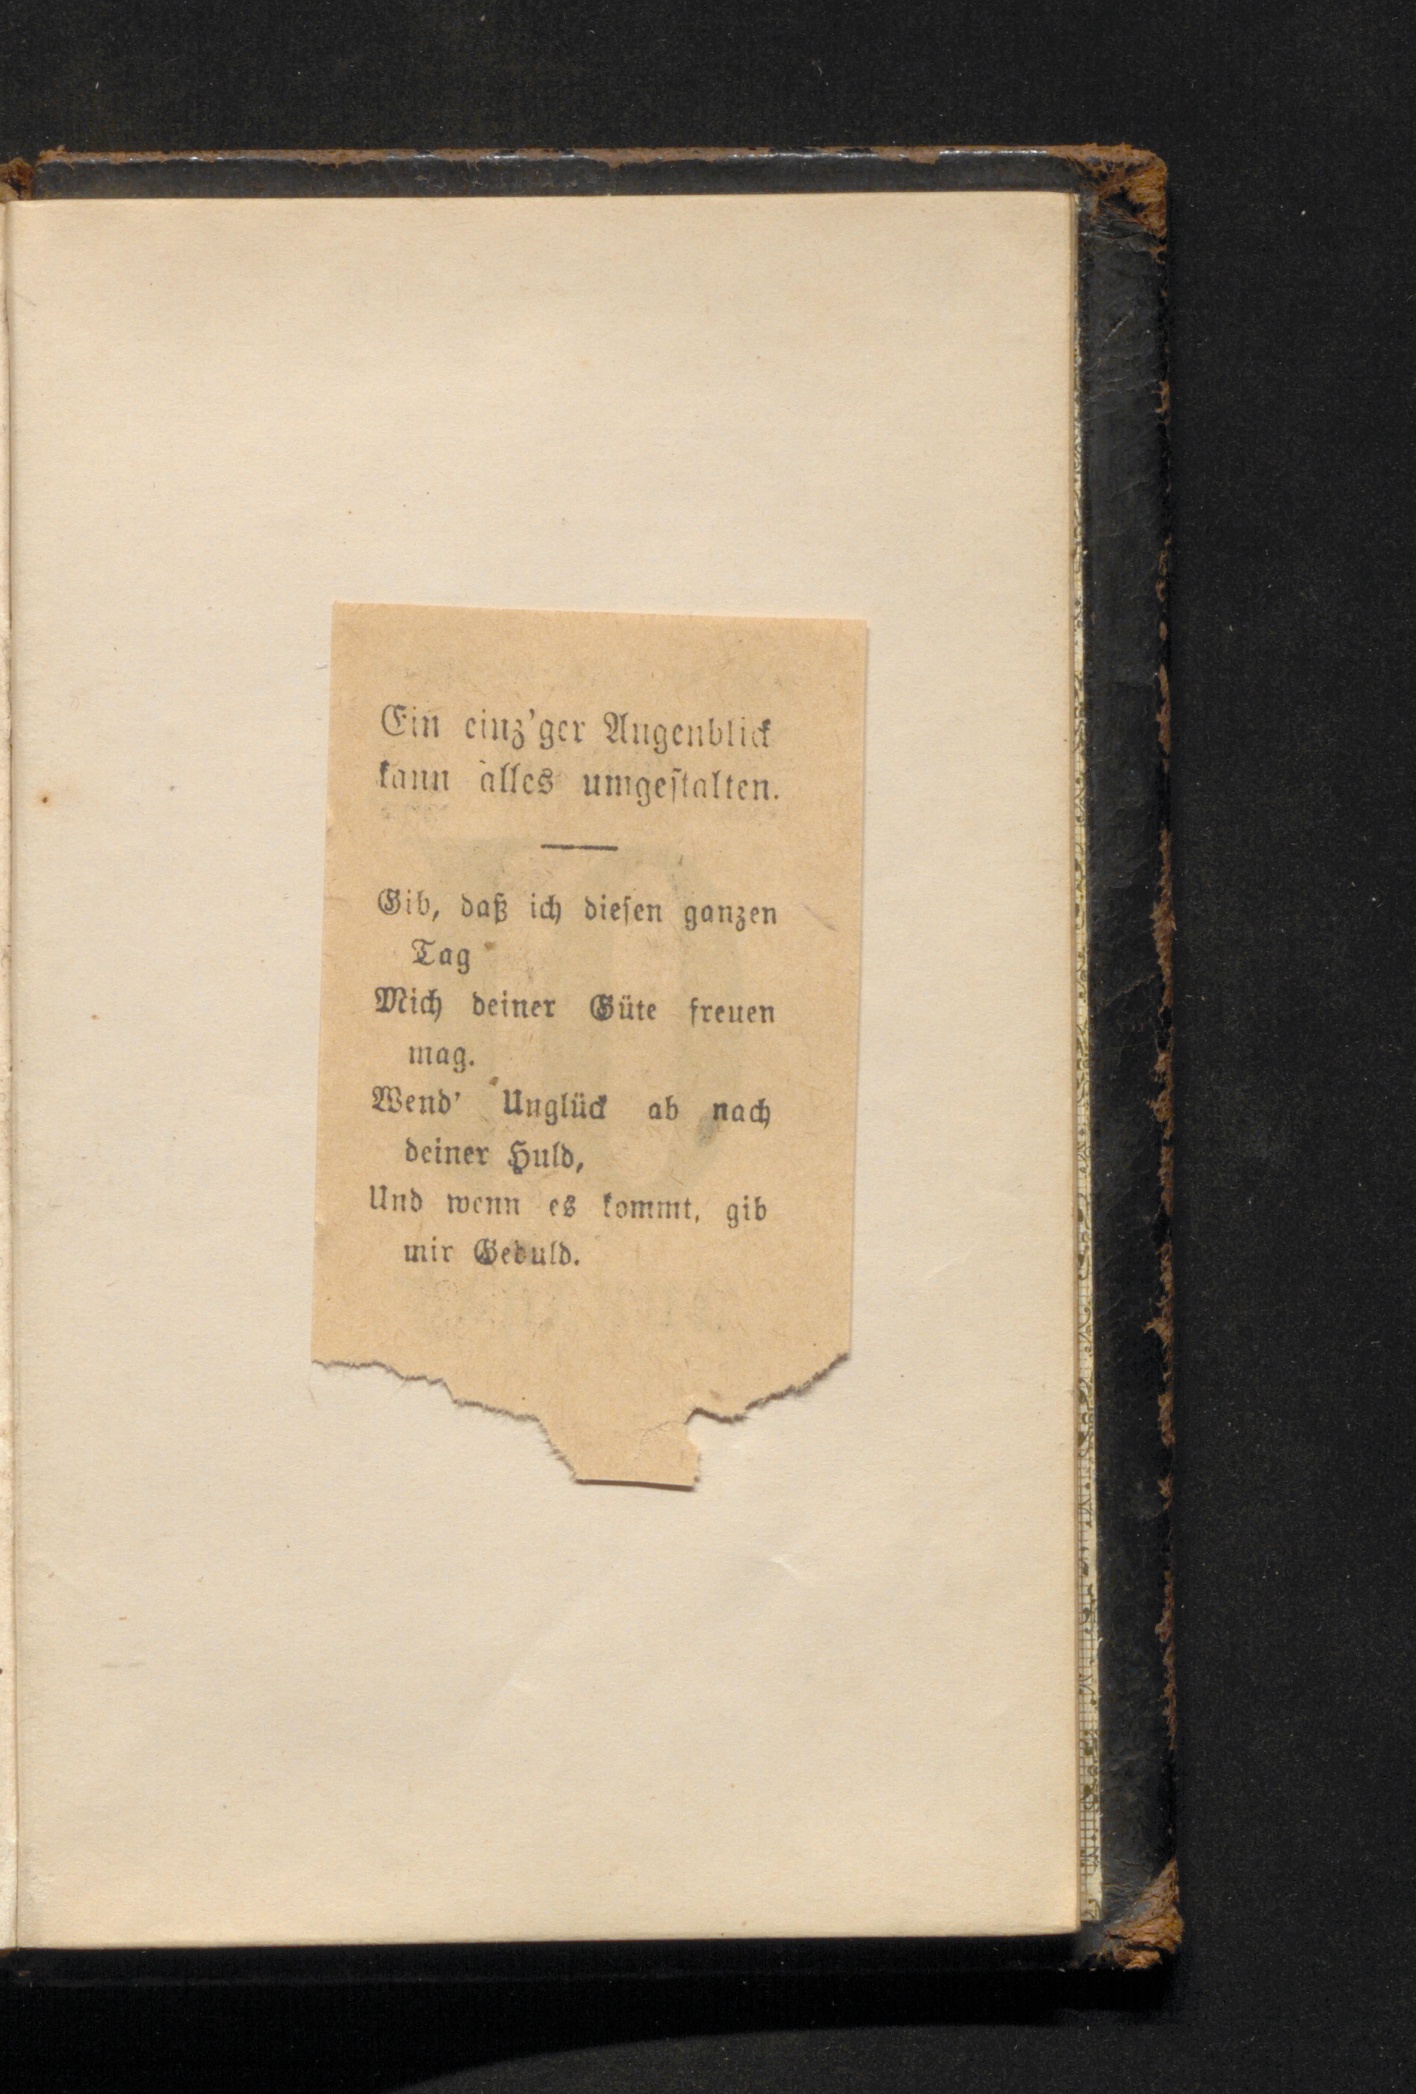 Ein einz'ger Augenblick
kann alles umgestalten.
Gib, daß ich diesen ganzen
Tag
Mich deiner Güte freuen
mag.
Wend' Unglück ab nach
deiner Huld,
Und wenn es kommt, gib
mir Geduld.